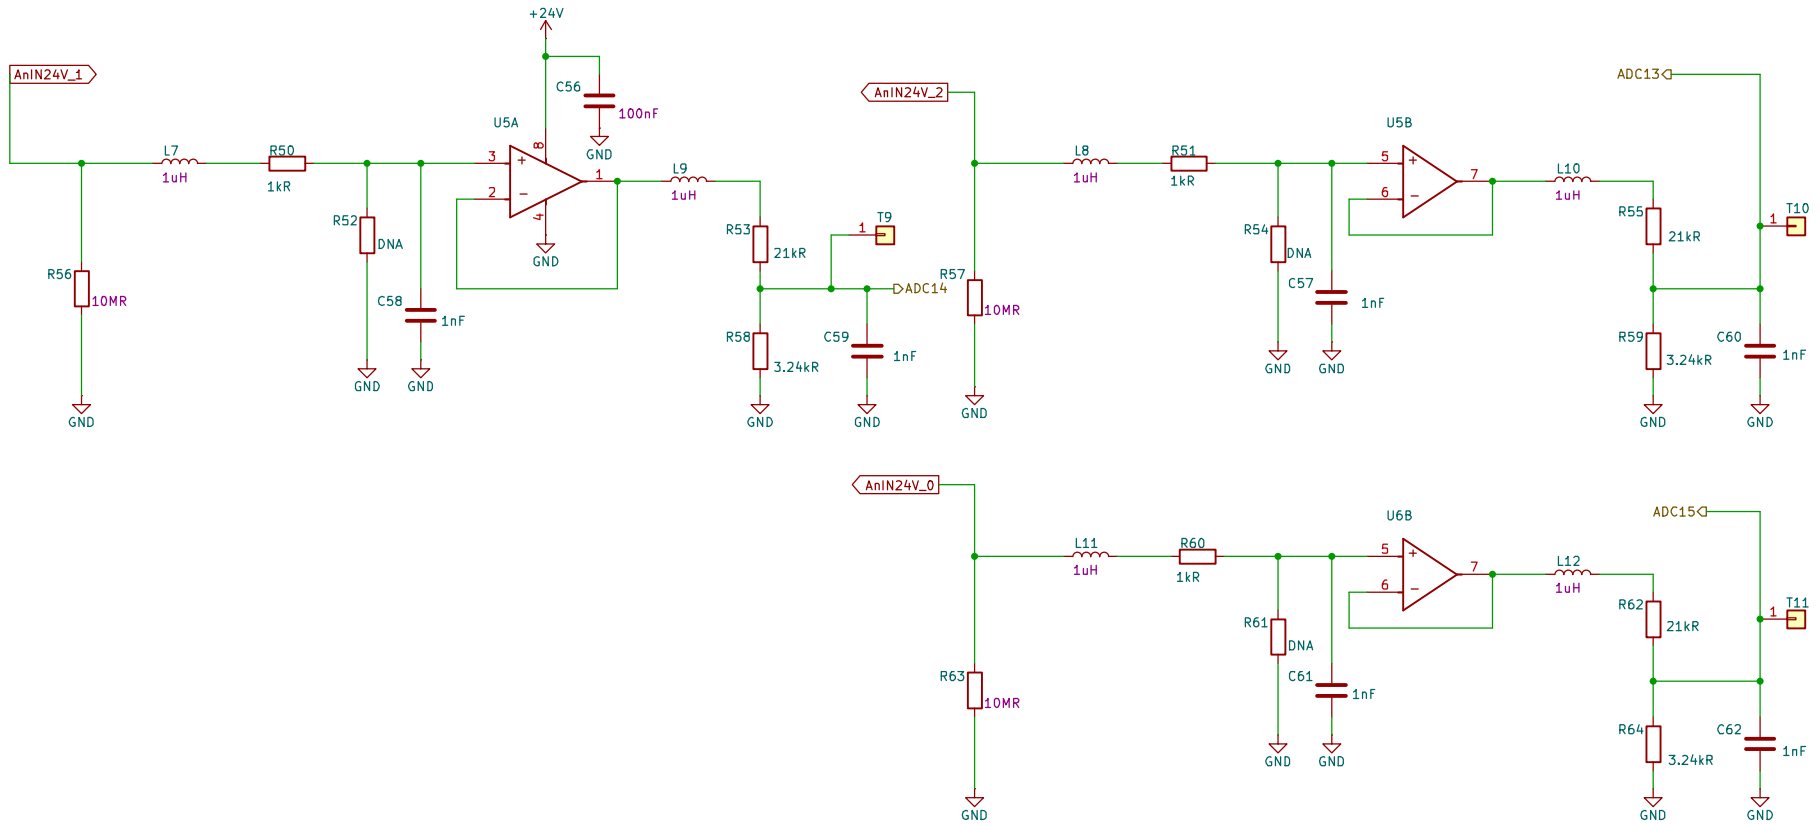 +24V
AnIN24V_1
C56
100nF
GND
U5A
8
3
+
2
−
1
4
GND
L7
1uH
R50
1kR
R52
DNA
GND
C58
1nF
GND
R56
10MR
GND
L9
1uH
R53
21kR
T9
1
ADC14
R58
3.24kR
GND
C59
1nF
GND
AnIN24V_2
L8
1uH
R51
1kR
R57
10MR
GND
R54
DNA
GND
C57
1nF
GND
U5B
5
+
6
−
7
L10
1uH
R55
21kR
ADC13
T10
1
R59
3.24kR
GND
C60
1nF
GND
AnIN24V_0
L11
1uH
R60
1kR
R63
10MR
GND
R61
DNA
GND
C61
1nF
GND
U6B
5
+
6
−
7
L12
1uH
R62
21kR
ADC15
T11
1
R64
3.24kR
GND
C62
1nF
GND